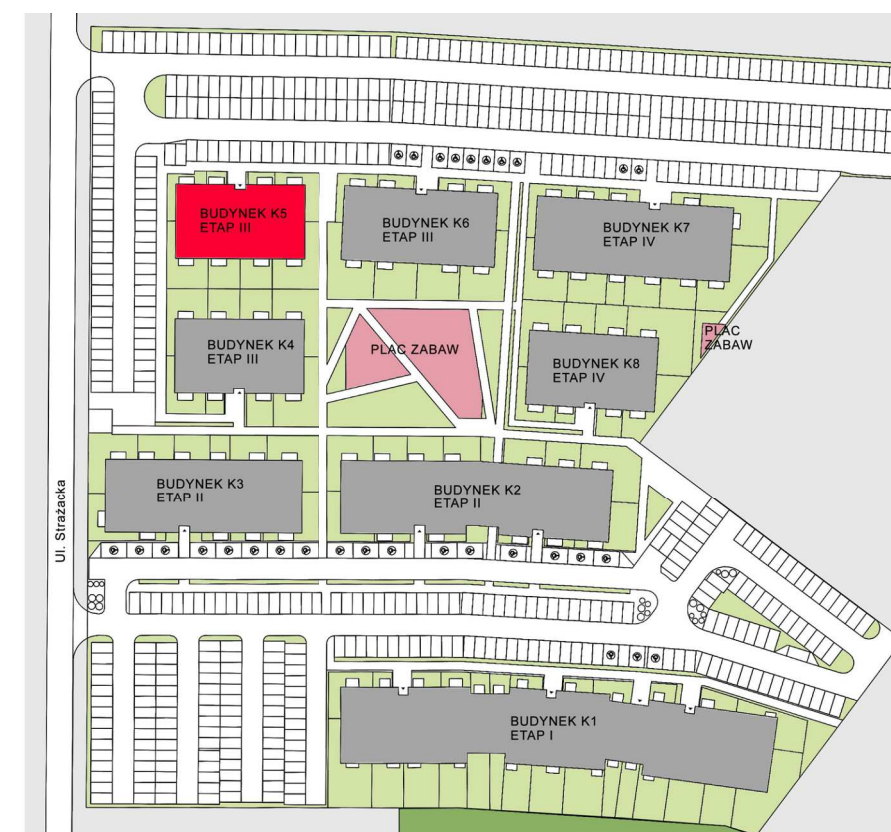 BUDYNEK K5
ETAP III
BUDYNEK K6
ETAP III
BUDYNEK K7
ETAP IV
BUDYNEK K4
ETAP III
PLAC ZABAW
BUDYNEK K8
ETAP IV
PLAC
ZABAW
BUDYNEK K3
ETAP II
BUDYNEK K2
ETAP II
Ul. Strażacka
BUDYNEK K1
ETAP I